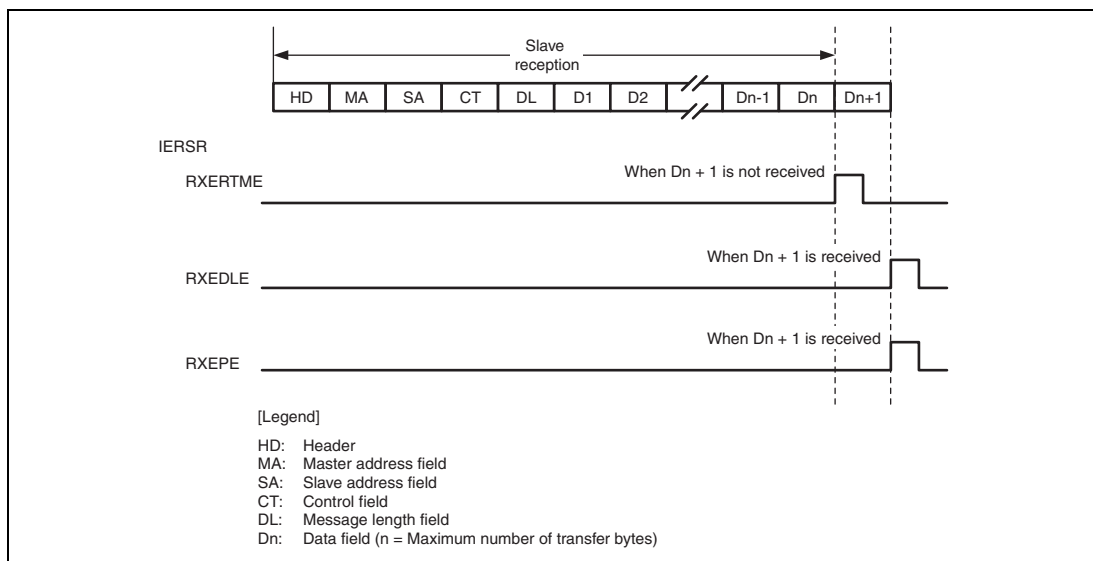 Slave
reception
HD MA SA CT DL D1 D2 Dn-1 Dn Dn+1
IERSR
When Dn + 1 is not received
RXERTME
When Dn + 1 is received
RXEDLE
When Dn + 1 is received
RXEPE
[Legend]
HD: Header
MA: Master address field
SA: Slave address field
CT: Control field
DL: Message length field
Dn: Data field (n = Maximum number of transfer bytes)